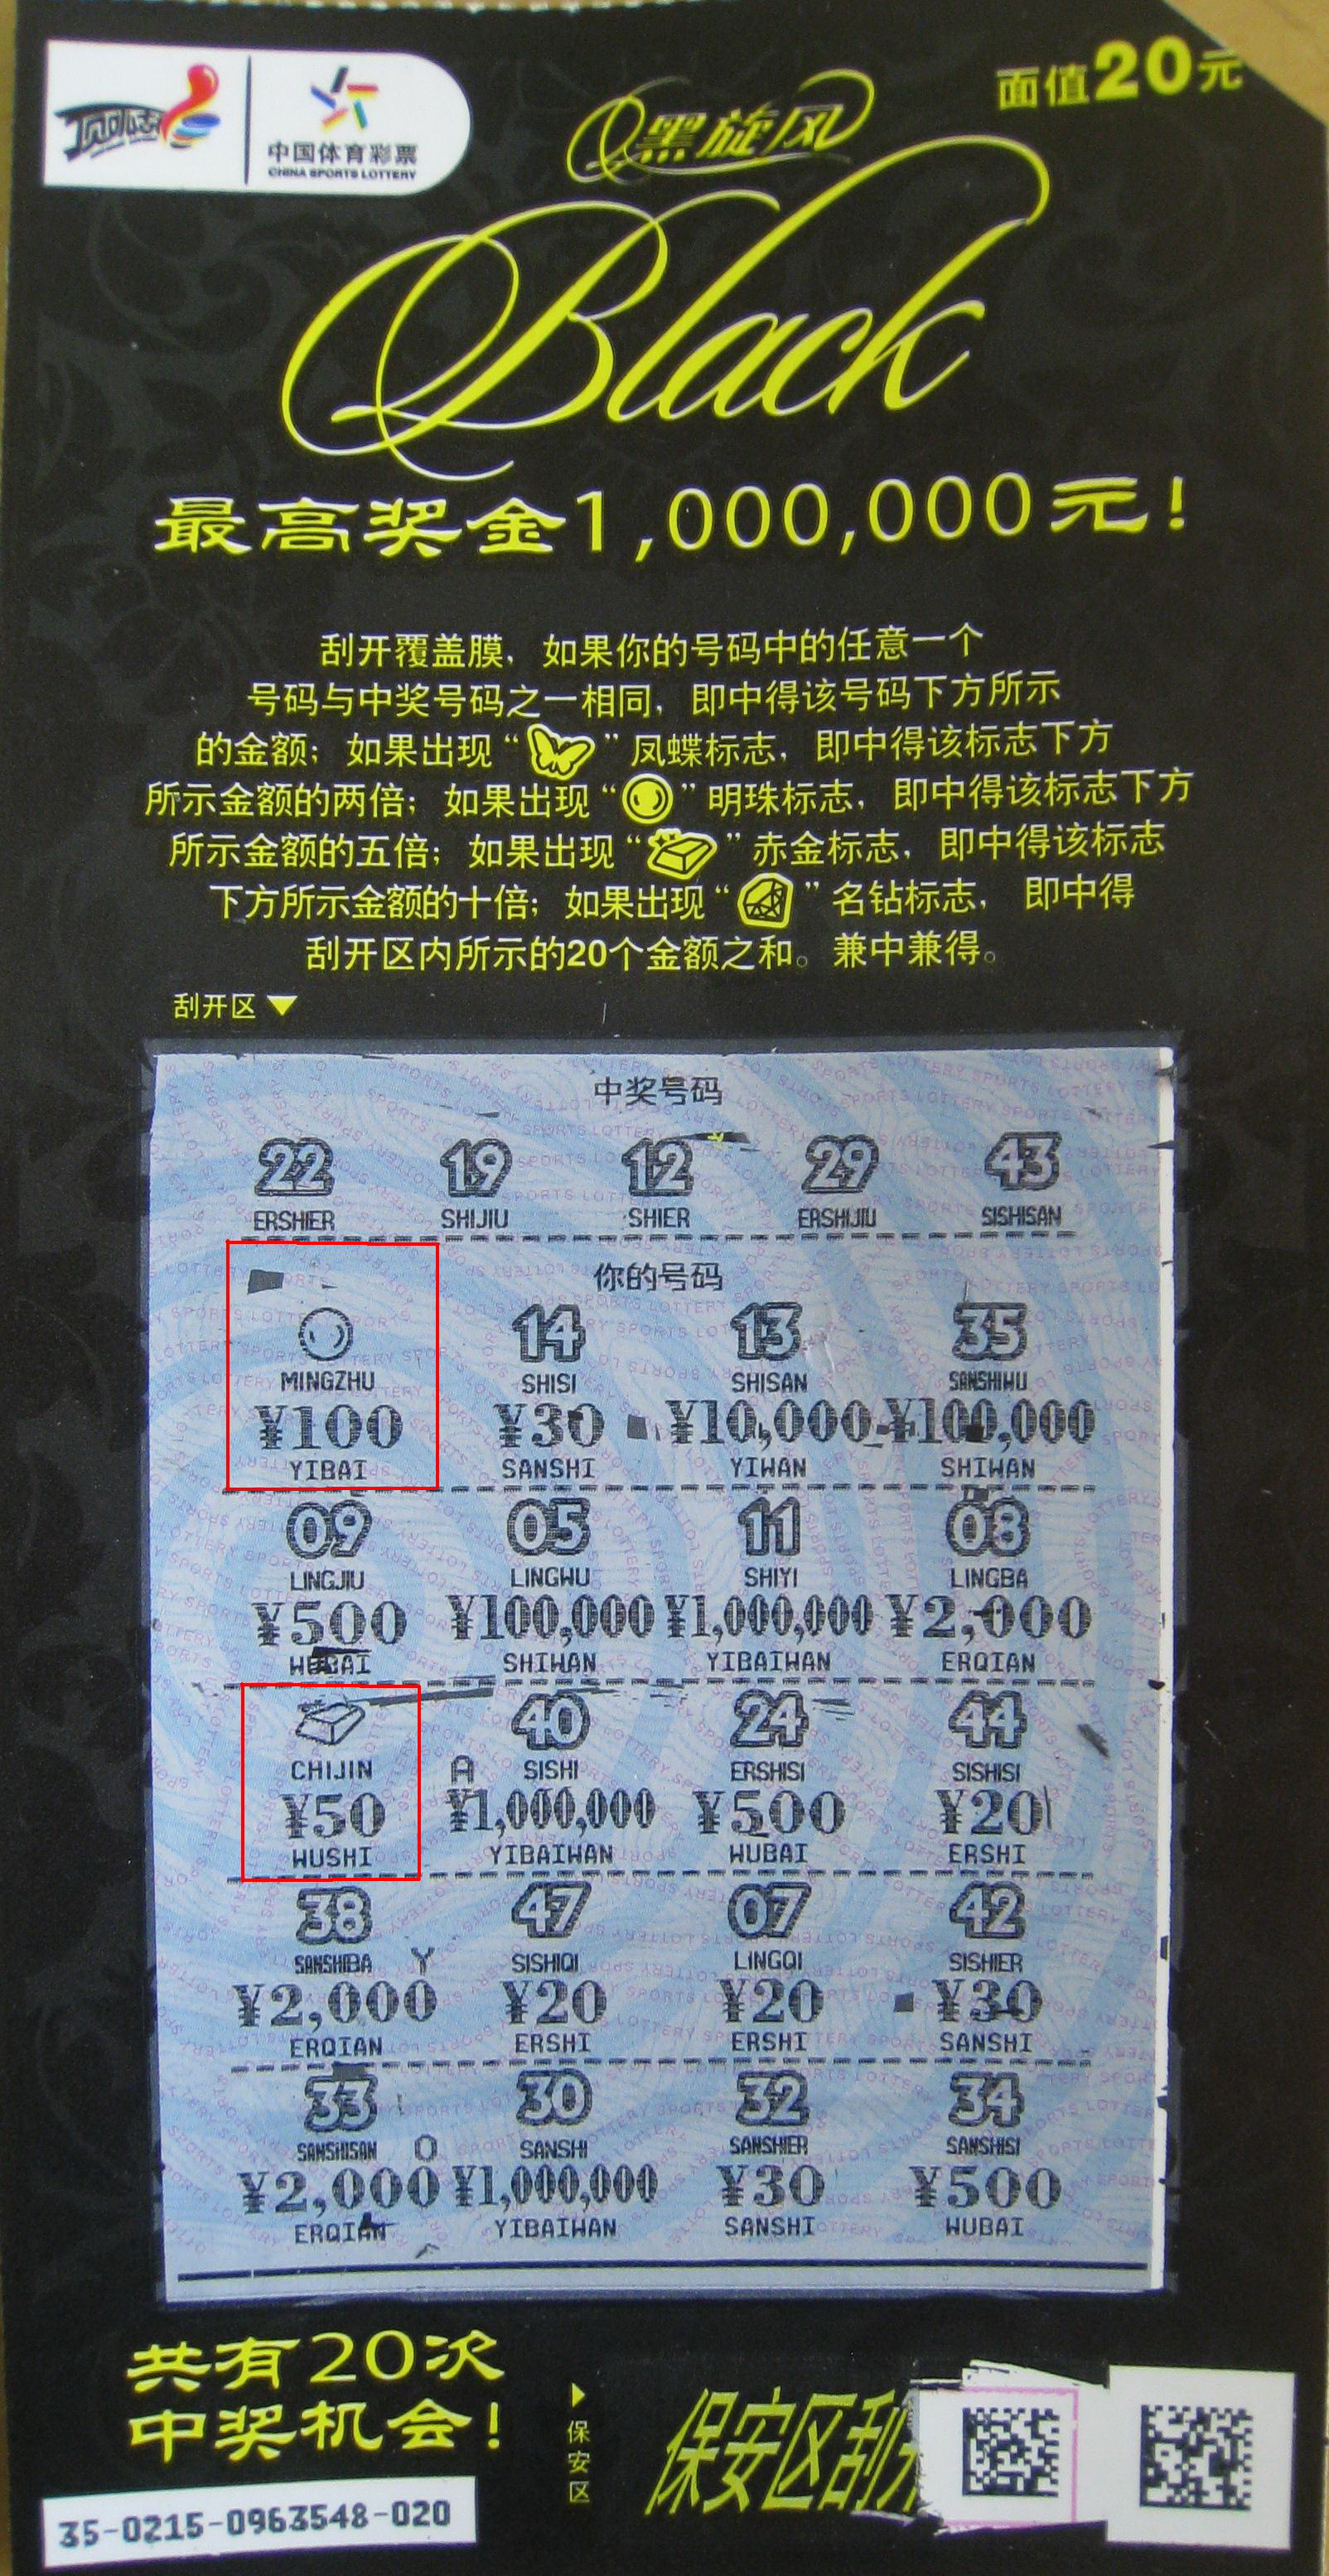 顶呱刮 中国体育彩票
CHINA SPORTS LOTTERY
面值20元
黑旋风
Black
最高奖金1,000,000元!
刮开覆盖膜，如果你的号码中的任意一个
号码与中奖号码之一相同，即中得该号码下方所示
的金额；如果出现“ ”凤蝶标志，即中得该标志下方
所示金额的两倍；如果出现“ ”明珠标志，即中得该标志下方
所示金额的五倍；如果出现“ ”赤金标志，即中得该标志
下方所示金额的十倍；如果出现“ ”名钻标志，即中得
刮开区内所示的20个金额之和。兼中兼得。
刮开区
中奖号码
22 19 12 29 43
ERSHIER SHIJIU SHIER ERSHIJIU SISHISAN
你的号码
14 13 35
MINGZHU SHISI SHISAN SANSHIWU
¥100 ¥30 ¥10,000 ¥100,000
YIBAI SANSHI YIWAN SHIWAN
09 05 11 08
LINGJIU LINGWU SHIYI LINGBA
¥500 ¥100,000 ¥1,000,000 ¥2,000
WUBAI SHIWAN YIBAIWAN ERQIAN
40 24 44
CHIJIN A SISHI ERSHISI SISHISI
¥50 ¥1,000,000 ¥500 ¥20
WUSHI YIBAIWAN WUBAI ERSHI
38 47 07 42
SANSHIBA Y SISHIQI LINGQI SISHIER
¥2,000 ¥20 ¥20 ¥30
ERQIAN ERSHI ERSHI SANSHI
33 30 32 34
SANSHISAN O SANSHI SANSHIER SANSHISI
¥2,000 ¥1,000,000 ¥30 ¥500
ERQIAN YIBAIWAN SANSHI WUBAI
共有20次
中奖机会!
保安区
保安区刮
35-0215-0963548-020